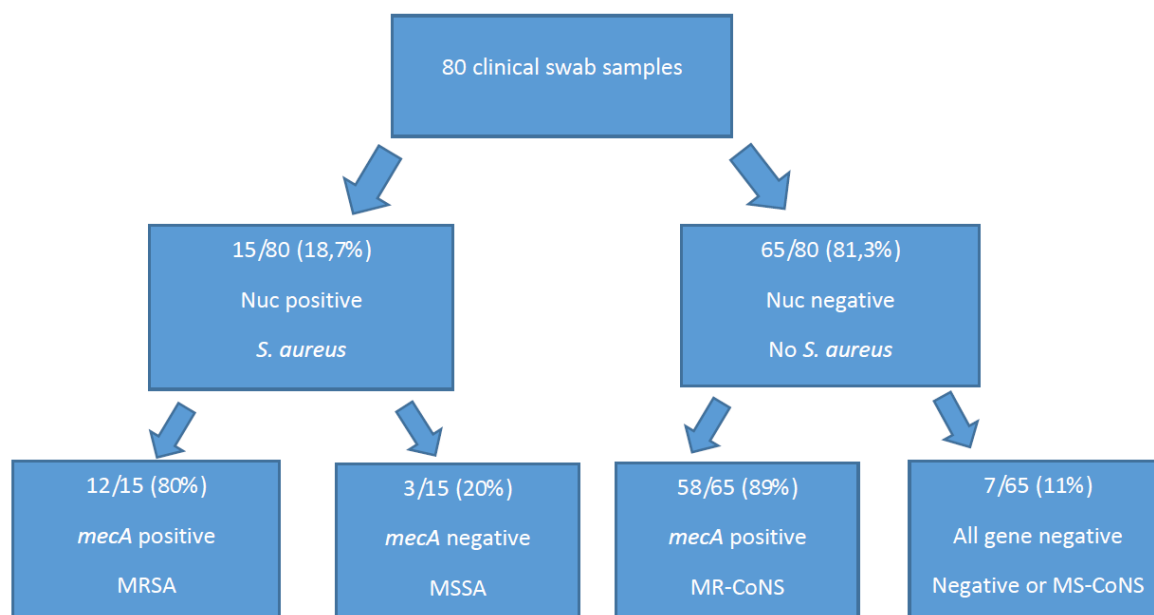 80 clinical swab samples
15/80 (18,7%)
Nuc positive
S. aureus
65/80 (81,3%)
Nuc negative
No S. aureus
12/15 (80%)
mecA positive
MRSA
3/15 (20%)
mecA negative
MSSA
58/65 (89%)
mecA positive
MR-CoNS
7/65 (11%)
All gene negative
Negative or MS-CoNS